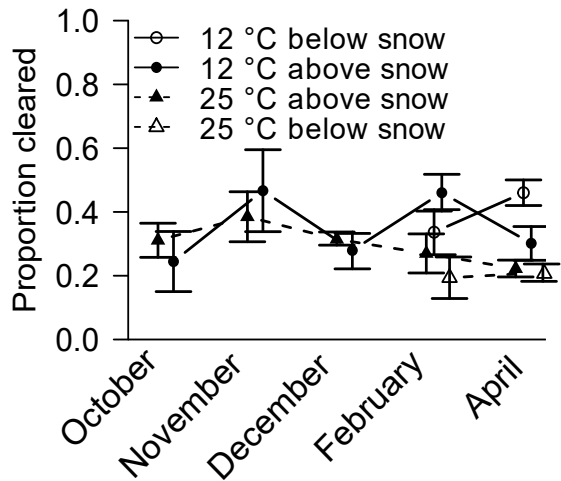 Proportion cleared
1.0
0.8
0.6
0.4
0.2
0.0
12 °C below snow
12 °C above snow
25 °C above snow
25 °C below snow
October
November
December
February
April